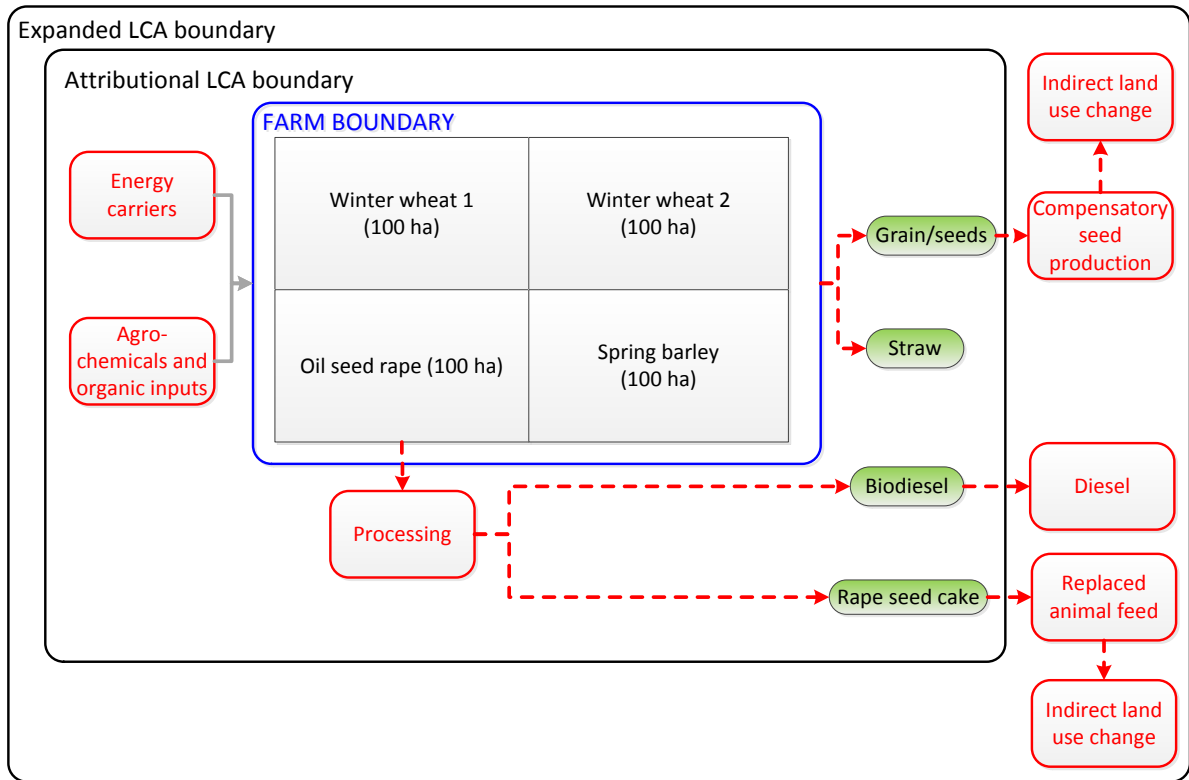 Expanded LCA boundary
Attributional LCA boundary
FARM BOUNDARY
Energy
carriers
Agro-
chemicals and
organic inputs
Winter wheat 1
(100 ha)
Winter wheat 2
(100 ha)
Oil seed rape (100 ha)
Spring barley
(100 ha)
Grain/seeds
Straw
Indirect land
use change
Compensatory
seed
production
Processing
Biodiesel
Diesel
Rape seed cake
Replaced
animal feed
Indirect land
use change